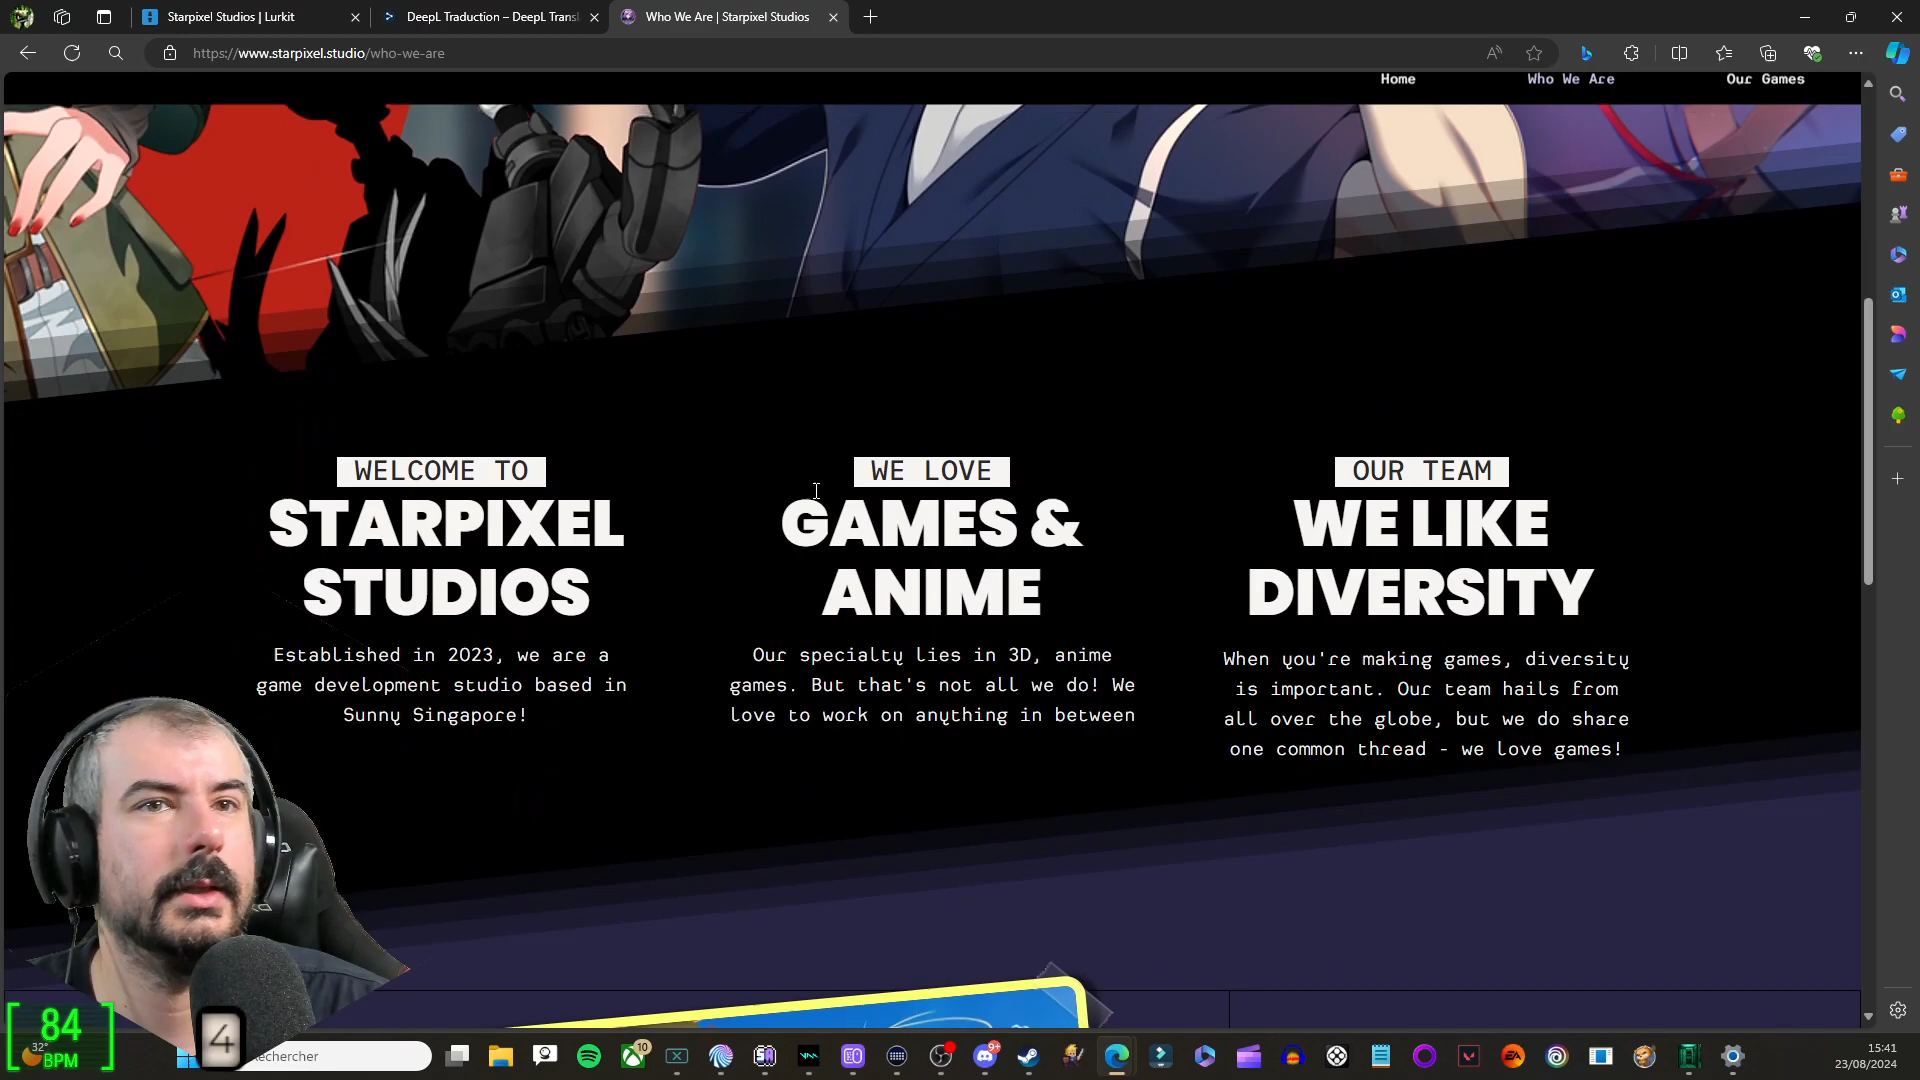 Starpixel Studios | Lurkit
DeepL Traduction – DeepL Transl
Who We Are | Starpixel Studios
https://www.starpixel.studio/who-we-are
Home
Who We Are
Our Games
WELCOME TO
STARPIXEL
STUDIOS
Established in 2023, we are a
game development studio based in
Sunny Singapore!
WE LOVE
GAMES &
ANIME
Our specialty lies in 3D, anime
games. But that's not all we do! We
love to work on anything in between
OUR TEAM
WE LIKE
DIVERSITY
When you're making games, diversity
is important. Our team hails from
all over the globe, but we do share
one common thread - we love games!
84
BPM
32°
4
echercher
10
9+
EA
15:41
23/08/2024